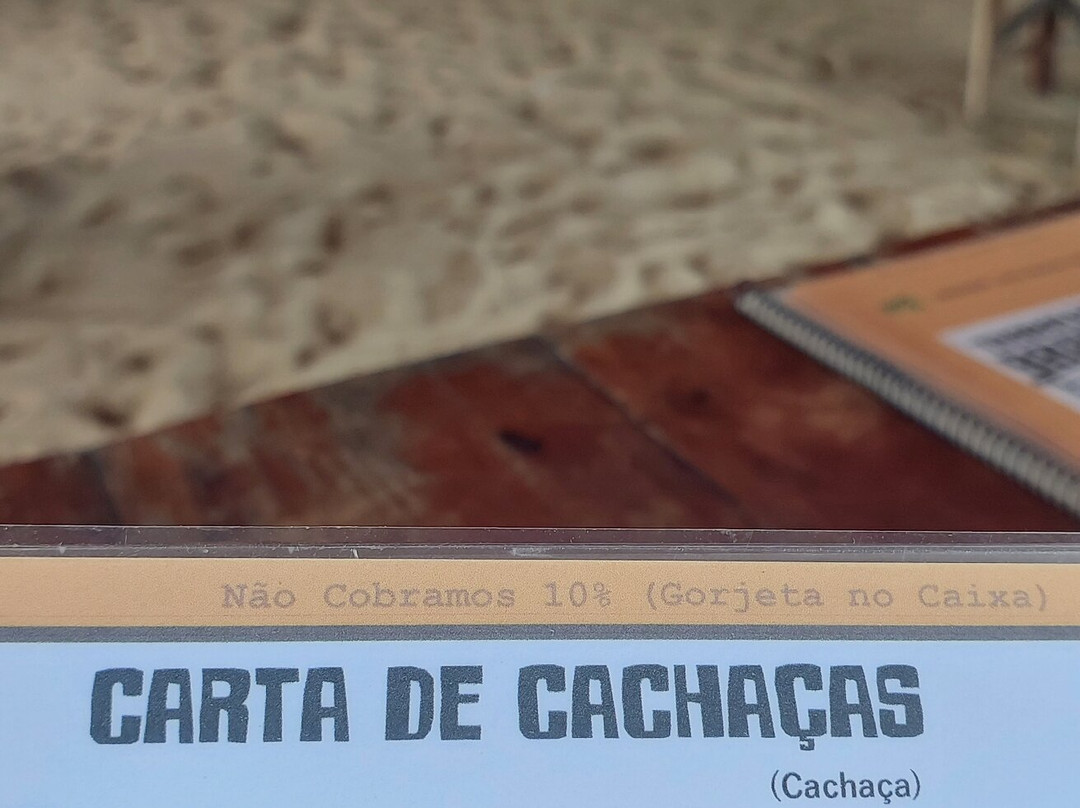 Não Cobramos 10% (Gorjeta no Caixa)
CARTA DE CACHAÇAS
(Cachaça)